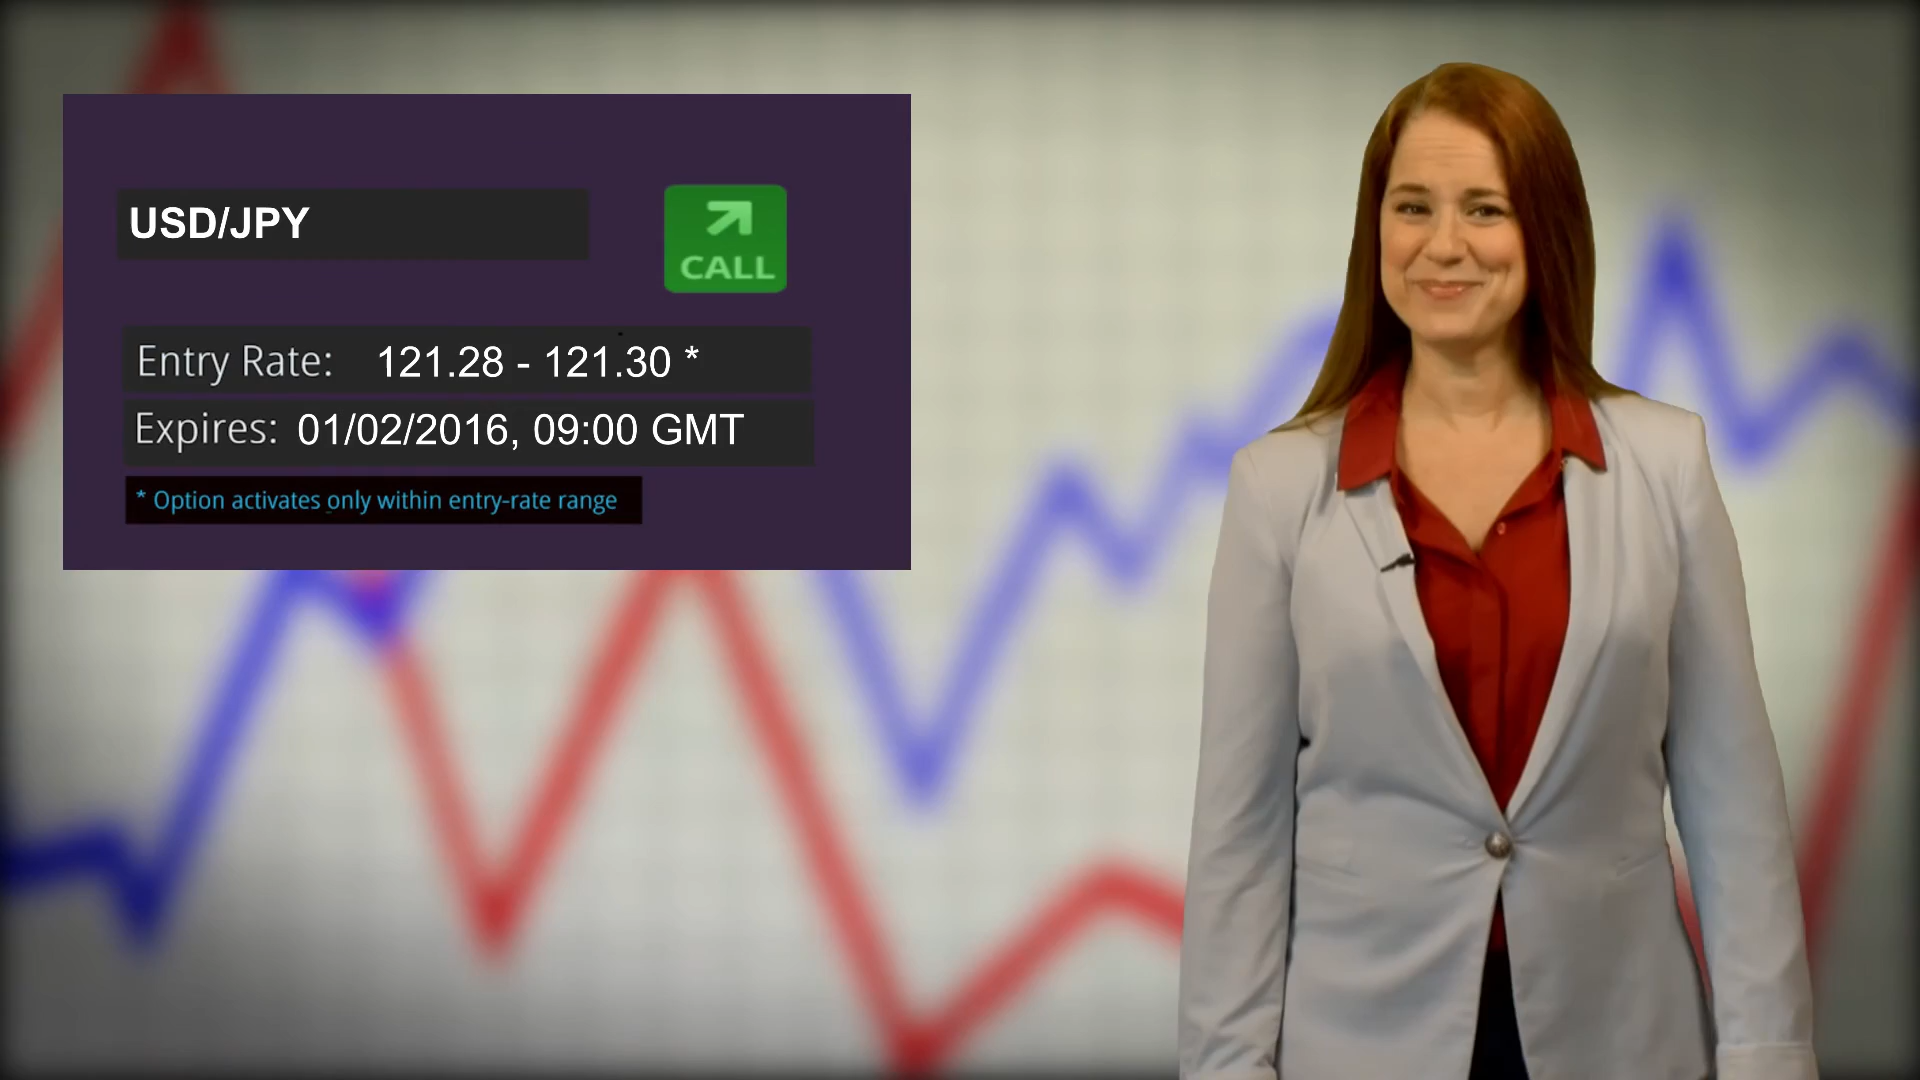 USD/JPY
CALL
Entry Rate: 121.28 - 121.30 *
Expires: 01/02/2016, 09:00 GMT
* Option activates only within entry-rate range